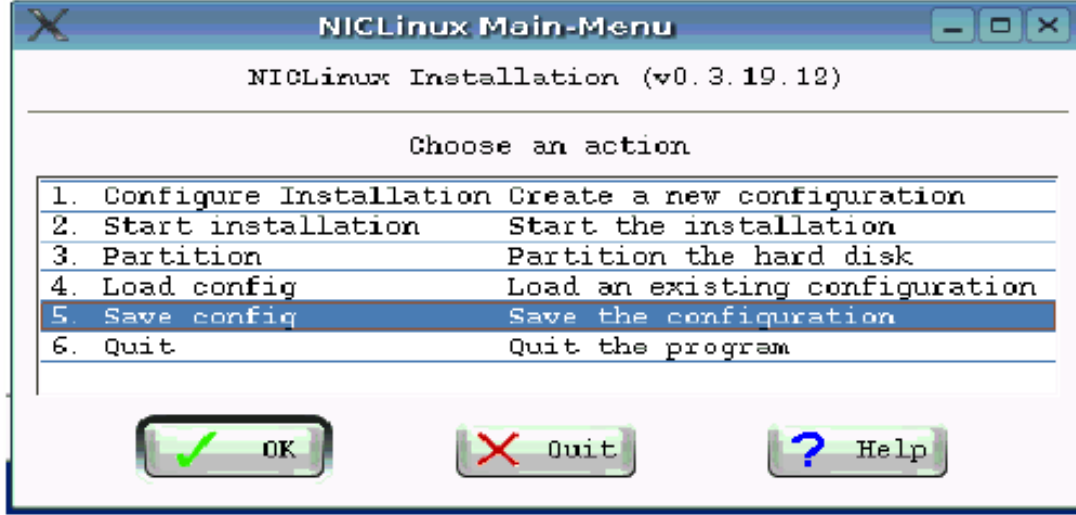 NICLinux Main-Menu
NICLinux Installation (v0.3.19.12)
Choose an action
1. Configure Installation Create a new configuration
2. Start installation Start the installation
3. Partition Partition the hard disk
4. Load config Load an existing configuration
5. Save config Save the configuration
6. Quit Quit the program
OK Quit Help